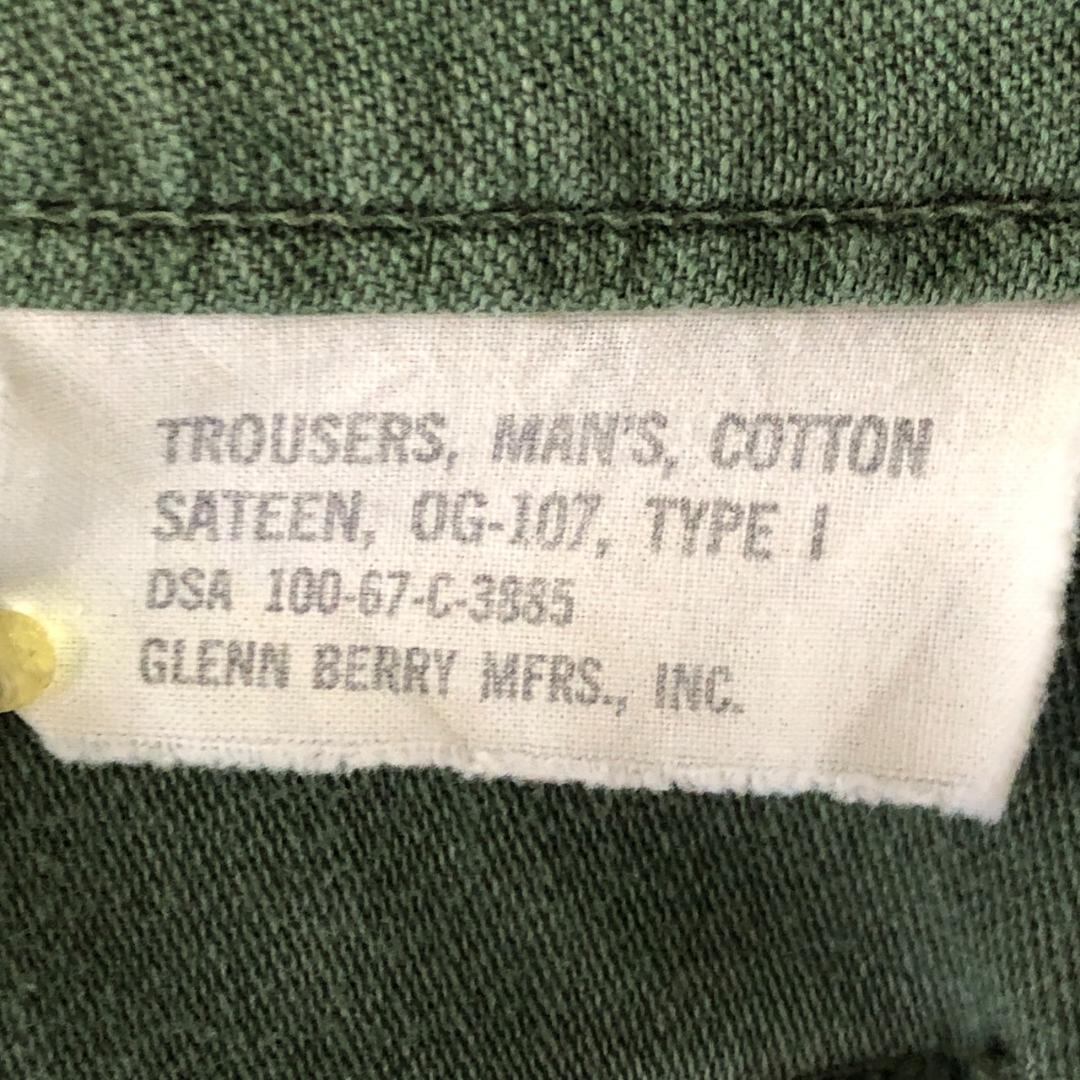 TROUSERS, MAN'S, COTTON
SATEEN, OG-107, TYPE I
DSA 100-67-C-3885
GLENN BERRY MFRS., INC.